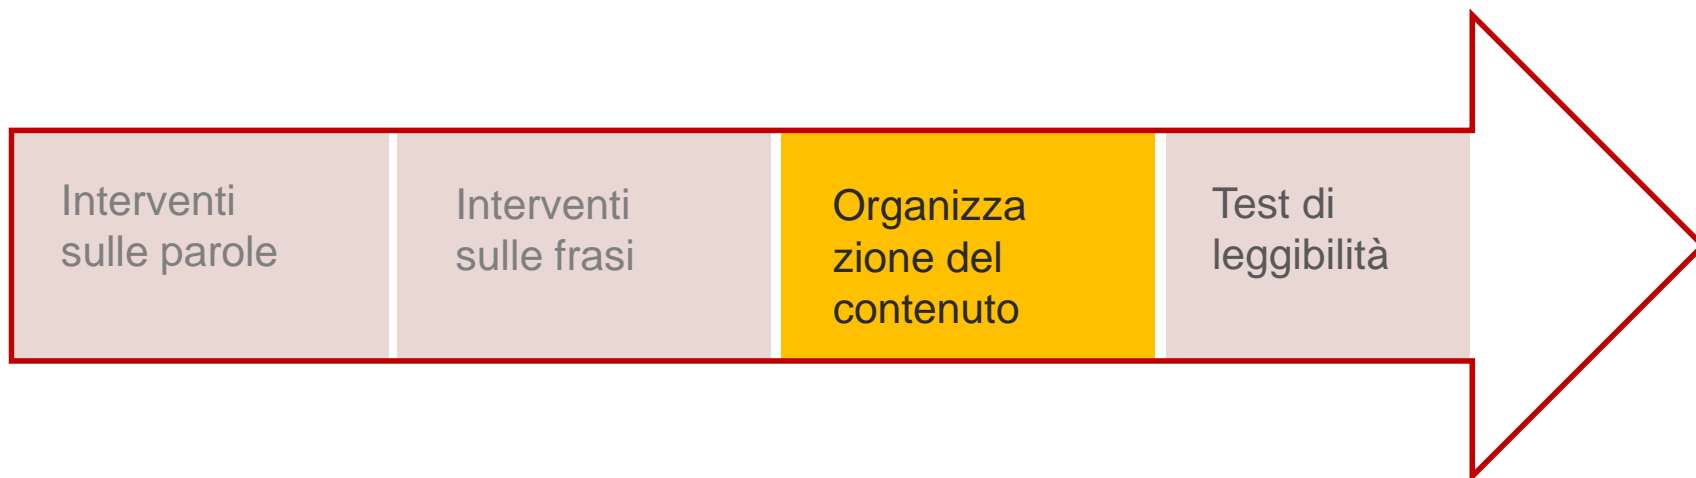 Interventi
sulle parole
Interventi
sulle frasi
Organizza
zione del
contenuto
Test di
leggibilità